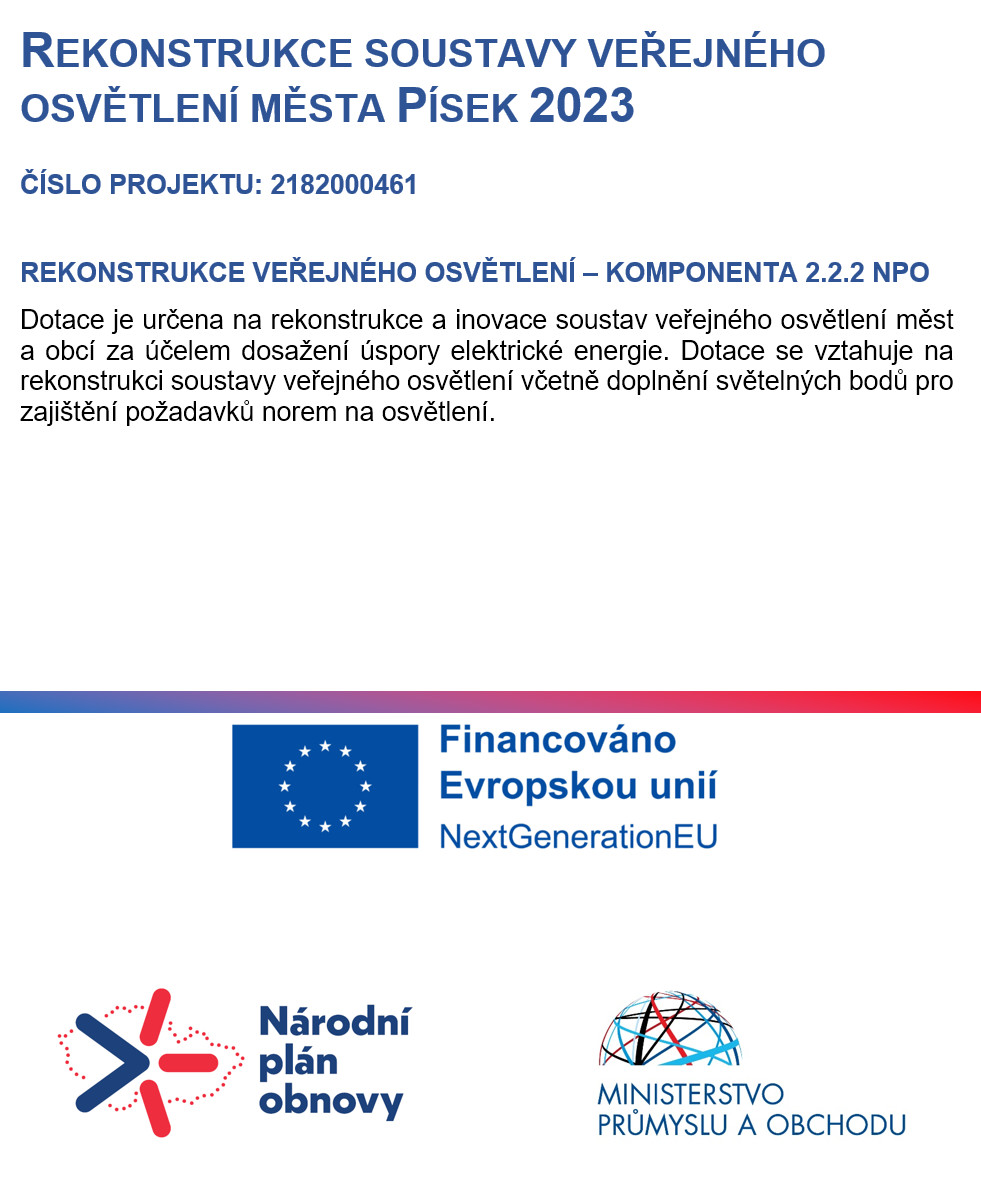 REKONSTRUKCE SOUSTAVY VEŘEJNÉHO
OSVĚTLENÍ MĚSTA PÍSEK 2023
ČÍSLO PROJEKTU: 2182000461
REKONSTRUKCE VEŘEJNÉHO OSVĚTLENÍ – KOMPONENTA 2.2.2 NPO
Dotace je určena na rekonstrukce a inovace soustav veřejného osvětlení měst
a obcí za účelem dosažení úspory elektrické energie. Dotace se vztahuje na
rekonstrukci soustavy veřejného osvětlení včetně doplnění světelných bodů pro
zajištění požadavků norem na osvětlení.
Financováno
Evropskou unií
NextGenerationEU
Národní
plán
obnovy
MINISTERSTVO
PRŮMYSLU A OBCHODU